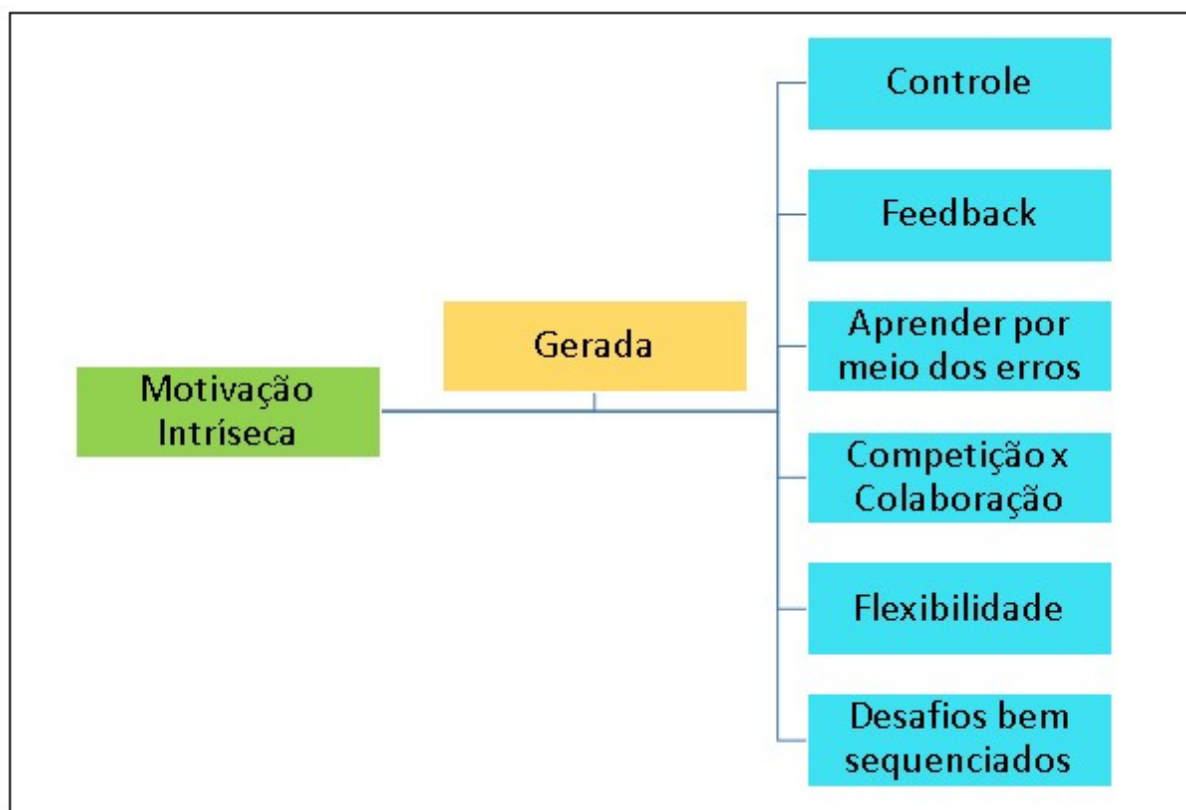 Motivação
Intríseca
Gerada
Controle
Feedback
Aprender por
meio dos erros
Competição x
Colaboração
Flexibilidade
Desafios bem
sequenciados